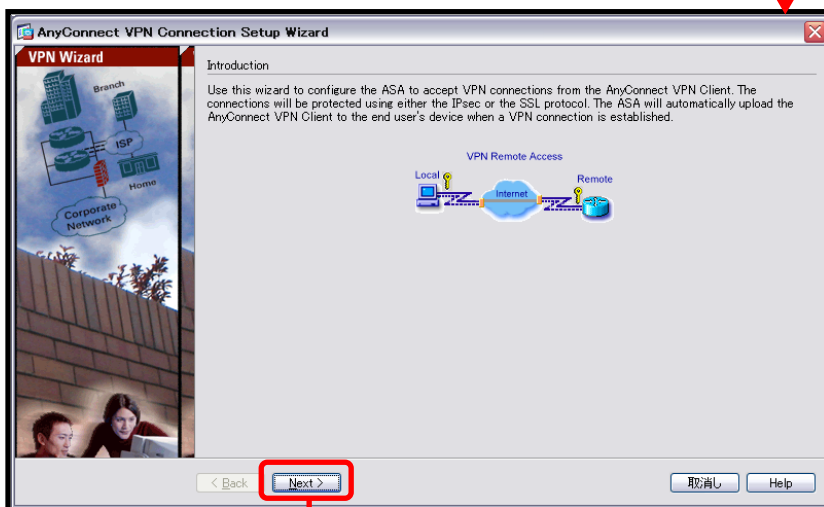 AnyConnect VPN Connection Setup Wizard
VPN Wizard
Branch
ISP
Home
Corporate
Network
Introduction
Use this wizard to configure the ASA to accept VPN connections from the AnyConnect VPN Client. The
connections will be protected using either the IPsec or the SSL protocol. The ASA will automatically upload the
AnyConnect VPN Client to the end user's device when a VPN connection is established.
VPN Remote Access
Local
Internet
Remote
< Back
Next >
取消し
Help